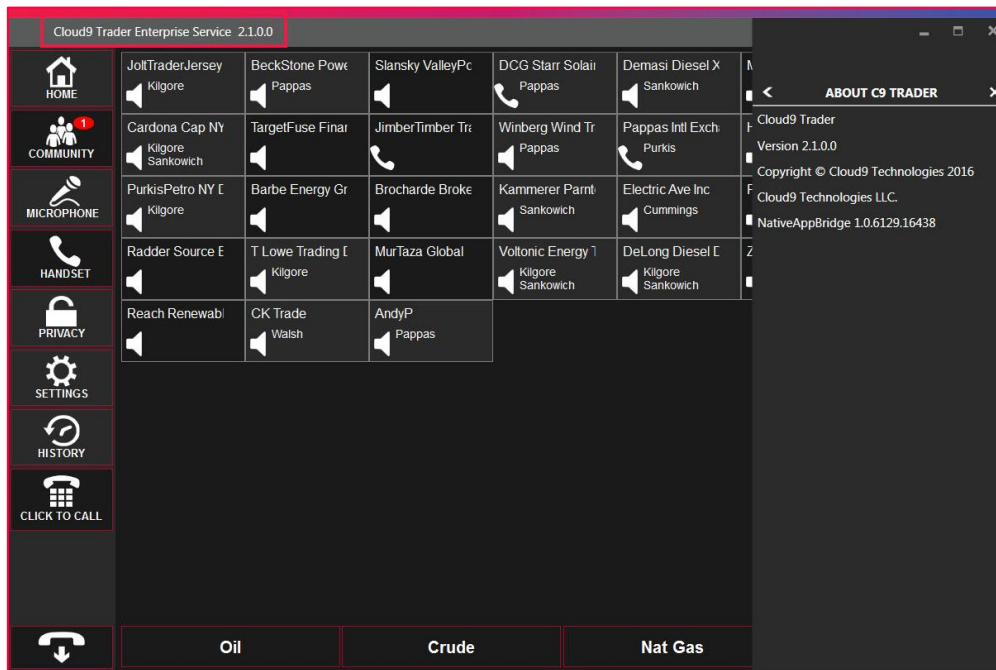 Cloud9 Trader Enterprise Service 2.1.0.0
HOME
COMMUNITY
1
MICROPHONE
HANDSET
PRIVACY
SETTINGS
HISTORY
CLICK TO CALL
JoltTraderJersey
Kilgore
BeckStone Powe
Pappas
Slansky ValleyPc
DCG Starr Solair
Pappas
Demasi Diesel X
Sankowich
Cardona Cap NY
Kilgore
Sankowich
TargetFuse Finar
JimberTimber Tra
Winberg Wind Tr
Pappas
Pappas Intl Exch
Purkis
PurkisPetro NY D
Kilgore
Barbe Energy Gr
Brocharde Broke
Kammerer Parnt
Sankowich
Electric Ave Inc
Cummings
Radder Source E
T Lowe Trading D
Kilgore
MurTaza Global
Voltonic Energy T
Kilgore
Sankowich
DeLong Diesel D
Kilgore
Sankowich
Z
Reach Renewabl
CK Trade
Walsh
AndyP
Pappas
Oil
Crude
Nat Gas
ABOUT C9 TRADER
Cloud9 Trader
Version 2.1.0.0
Copyright © Cloud9 Technologies 2016
Cloud9 Technologies LLC.
NativeAppBridge 1.0.6129.16438